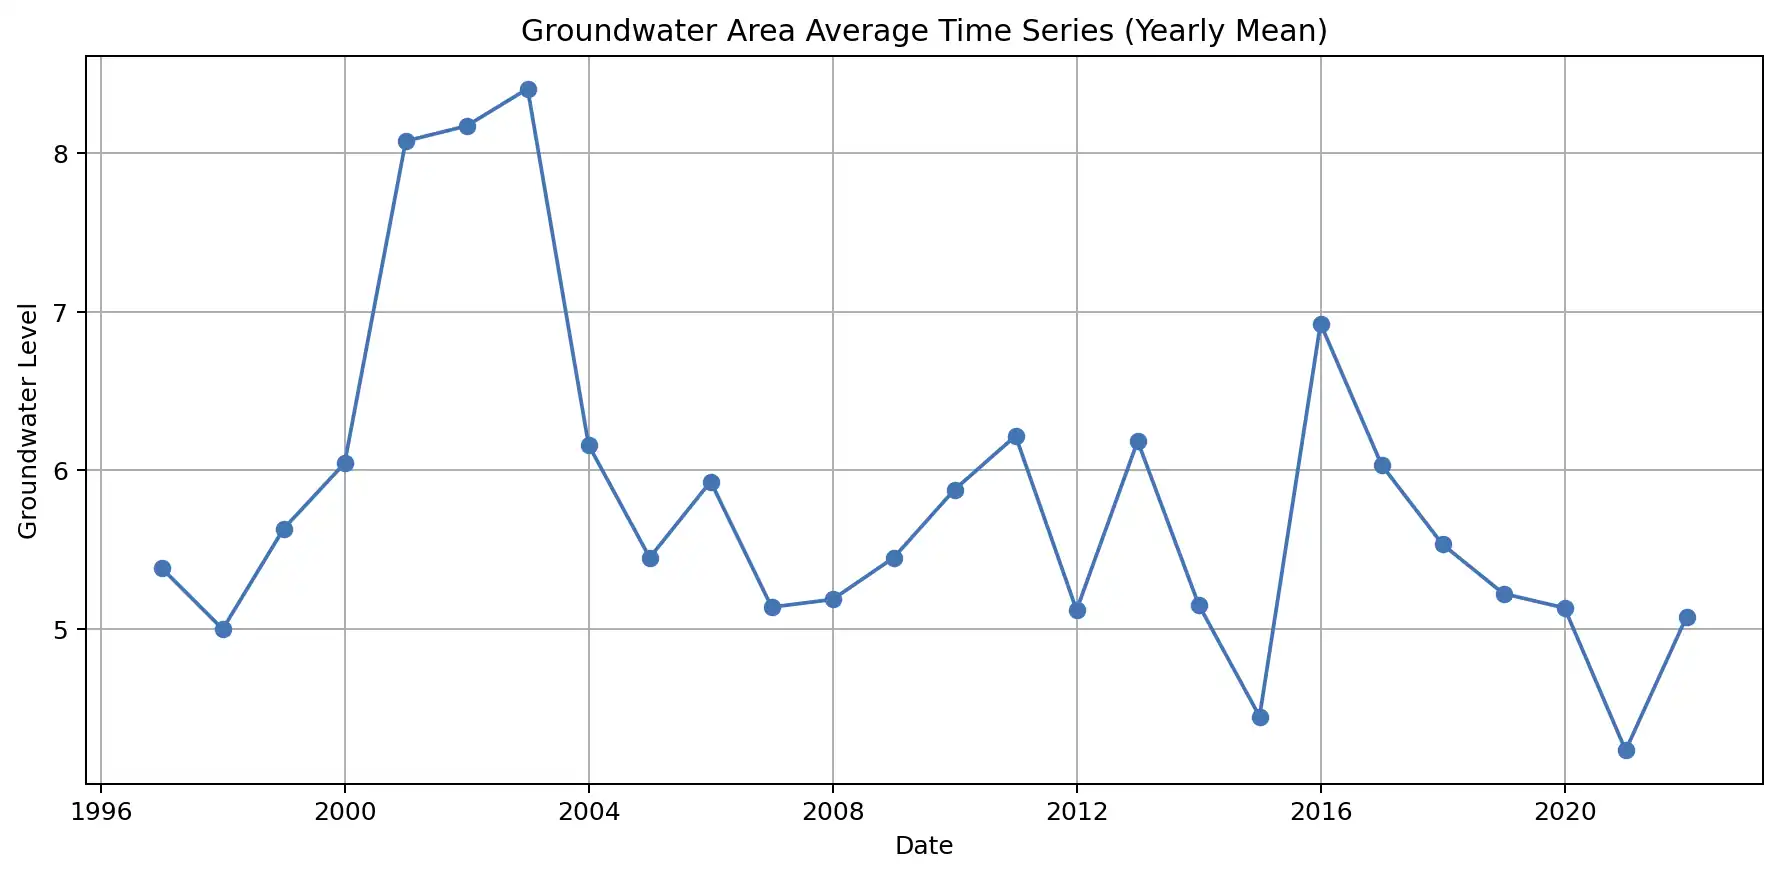 Groundwater Area Average Time Series (Yearly Mean)
Groundwater Level
8
7
6
5
1996 2000 2004 2008 2012 2016 2020
Date